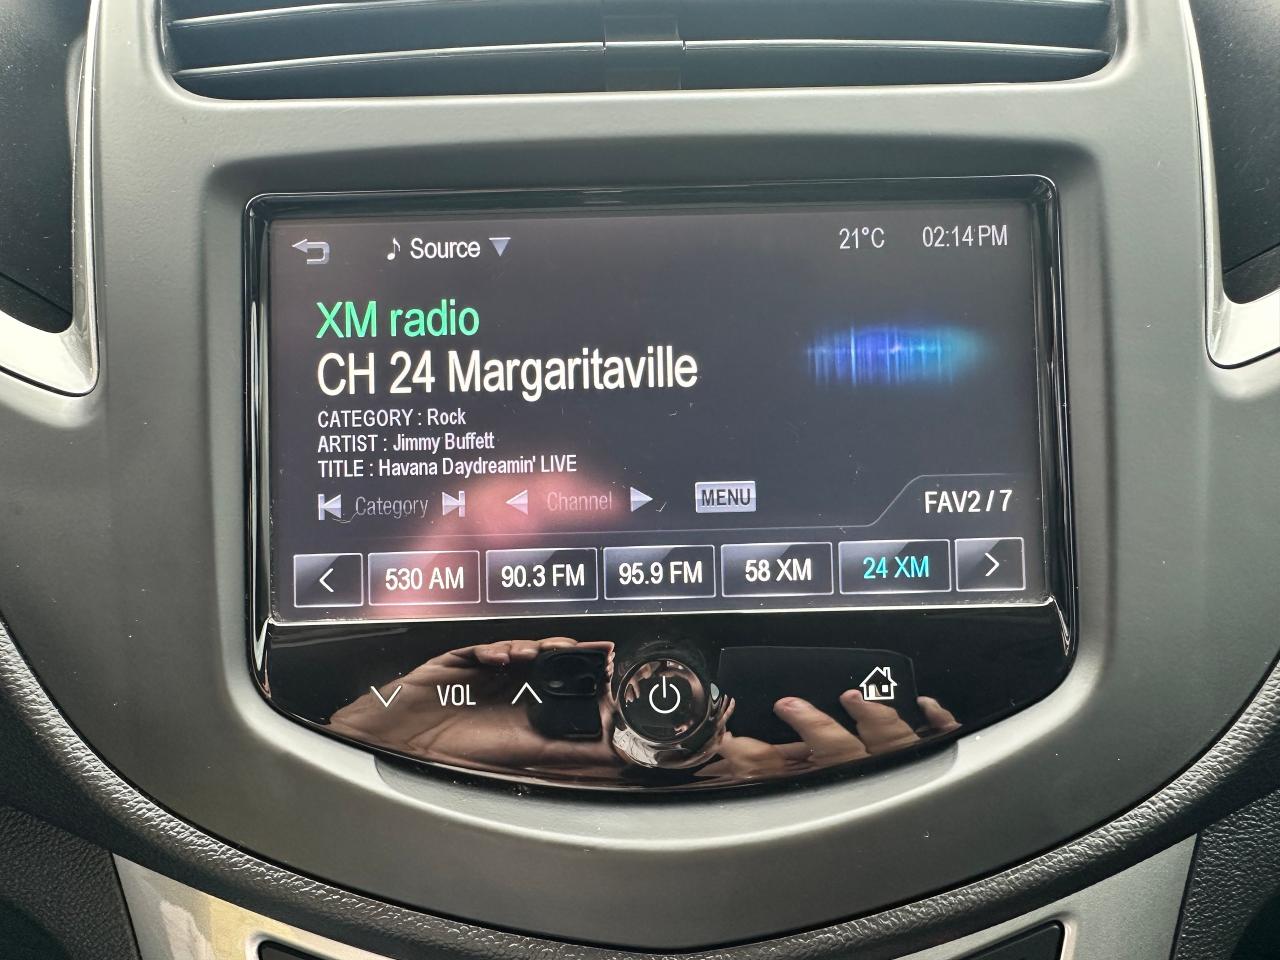 Source
21°C 02:14 PM
XM radio
CH 24 Margaritaville
CATEGORY : Rock
ARTIST : Jimmy Buffett
TITLE : Havana Daydreamin' LIVE
Category Channel MENU
FAV2 / 7
530 AM 90.3 FM 95.9 FM 58 XM 24 XM
VOL